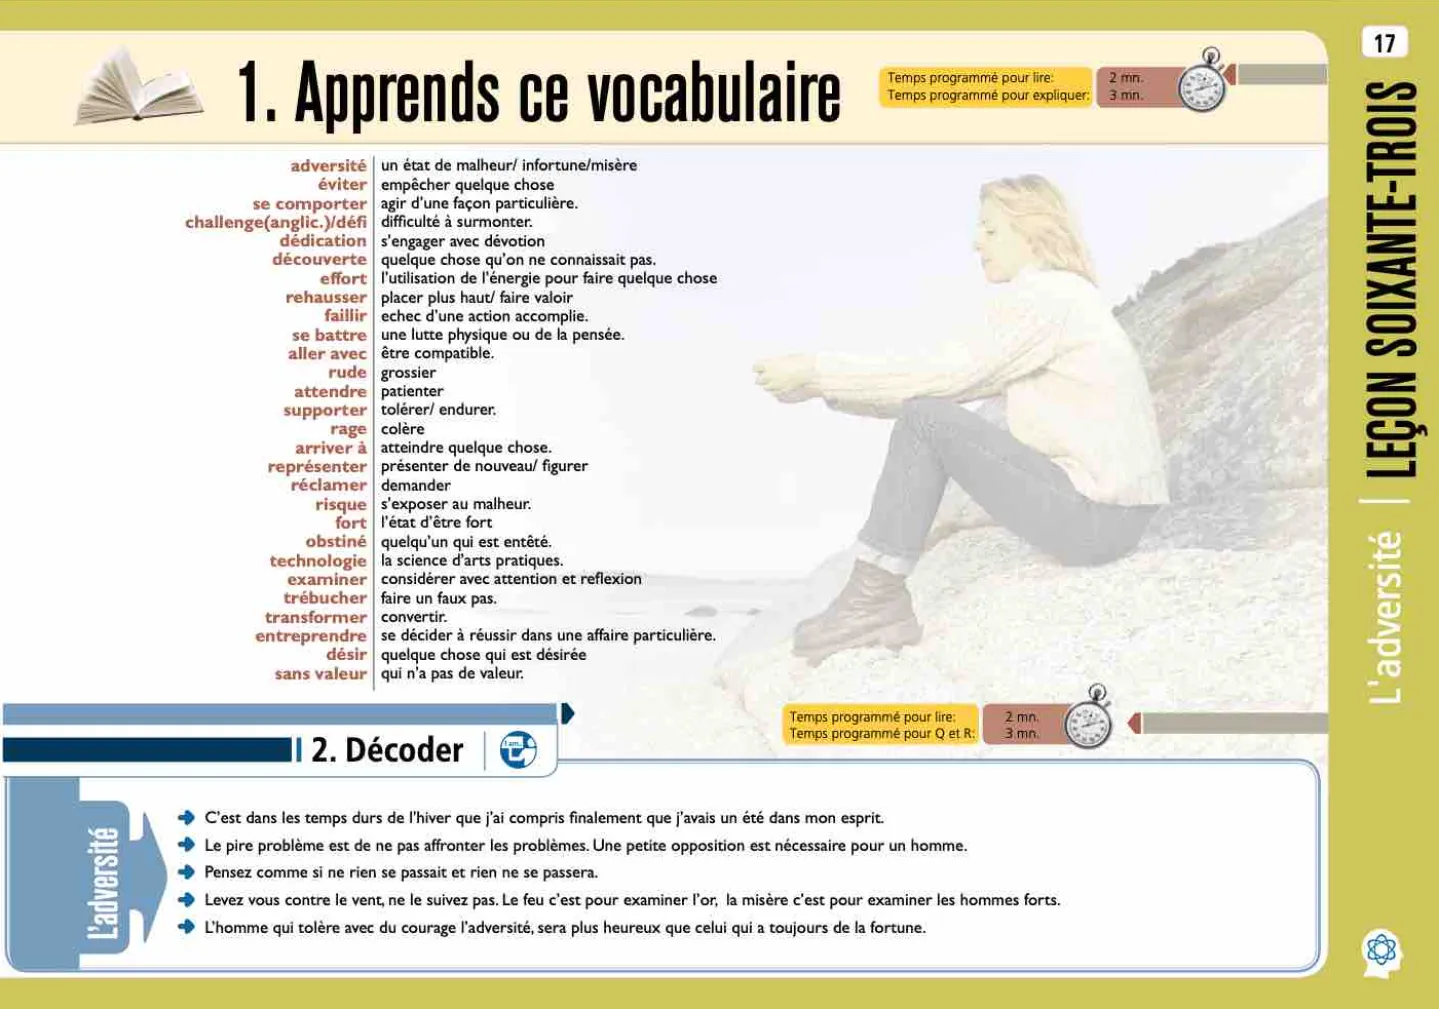 17
1. Apprends ce vocabulaire
Temps programmé pour lire: 2 mn.
Temps programmé pour expliquer: 3 mn.
adversité un état de malheur/ infortune/misère
éviter empêcher quelque chose
se comporter agir d'une façon particulière.
challenge(anglic.)/défi difficulté à surmonter.
dédication s'engager avec dévotion
découverte quelque chose qu'on ne connaissait pas.
effort l'utilisation de l'énergie pour faire quelque chose
rehausser placer plus haut/ faire valoir
faillir echec d'une action accomplie.
se battre une lutte physique ou de la pensée.
aller avec être compatible.
rude grossier
attendre patienter
supporter tolérer/ endurer.
rage colère
arriver à atteindre quelque chose.
représenter présenter de nouveau/ figurer
réclamer demander
risque s'exposer au malheur.
fort l'état d'être fort
obstiné quelqu'un qui est entêté.
technologie la science d'arts pratiques.
examiner considérer avec attention et reflexion
trébucher faire un faux pas.
transformer convertir.
entreprendre se décider à réussir dans une affaire particulière.
désir quelque chose qui est désirée
sans valeur qui n'a pas de valeur.
L'adversité | LEÇON SOIXANTE-TROIS
Temps programmé pour lire: 2 mn.
Temps programmé pour Q et R: 3 mn.
2. Décoder
I am...
L'adversité
C'est dans les temps durs de l'hiver que j'ai compris finalement que j'avais un été dans mon esprit.
Le pire problème est de ne pas affronter les problèmes. Une petite opposition est nécessaire pour un homme.
Pensez comme si ne rien se passait et rien ne se passera.
Levez vous contre le vent, ne le suivez pas. Le feu c'est pour examiner l'or, la misère c'est pour examiner les hommes forts.
L'homme qui tolère avec du courage l'adversité, sera plus heureux que celui qui a toujours de la fortune.